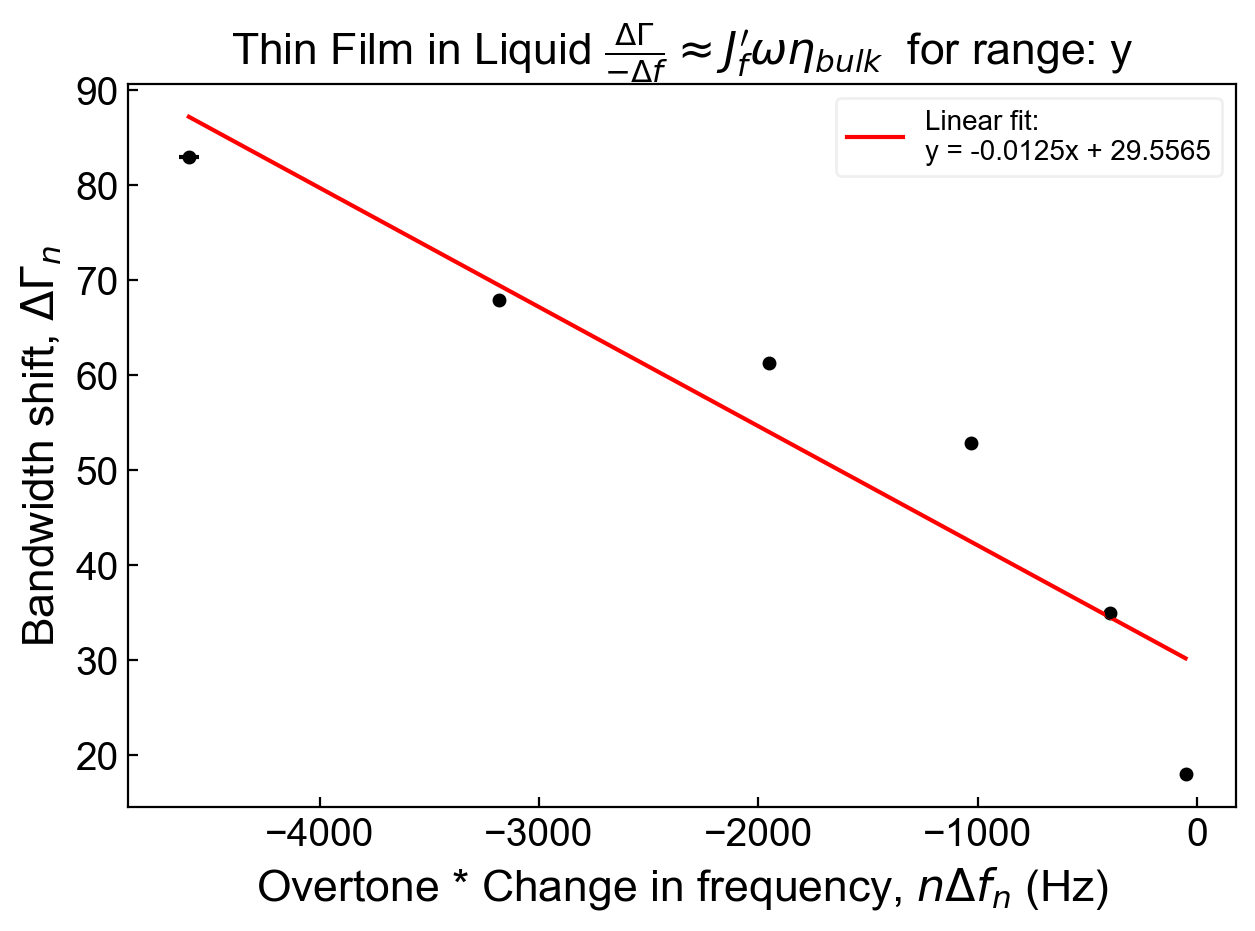 Thin Film in Liquid ΔΓ/−Δf ≈ J′_f ωη_bulk for range: y
90
80
70
60
50
40
30
20
Bandwidth shift, ΔΓ_n
Linear fit:
y = -0.0125x + 29.5565
−4000 −3000 −2000 −1000 0
Overtone * Change in frequency, nΔf_n (Hz)